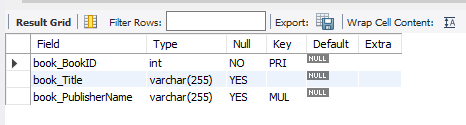 Result Grid Filter Rows: Export: Wrap Cell Content: IA
Field Type Null Key Default Extra
book_BookID int NO PRI NULL
book_Title varchar(255) YES NULL
book_PublisherName varchar(255) YES MUL NULL